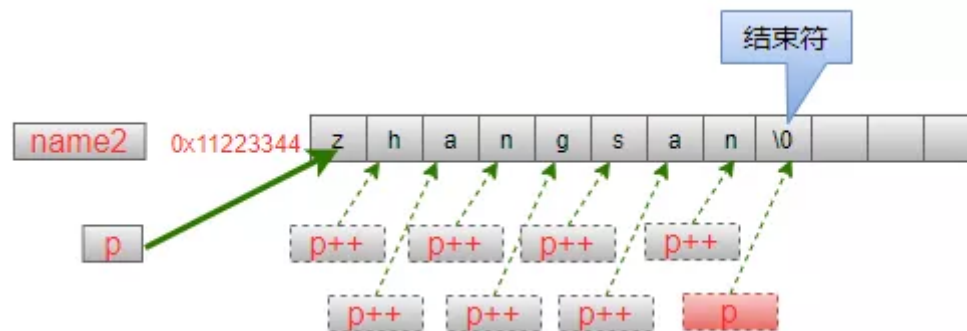 结束符
name2 0x11223344 z h a n g s a n \0
p p++ p++ p++ p++
p++ p++ p++ p